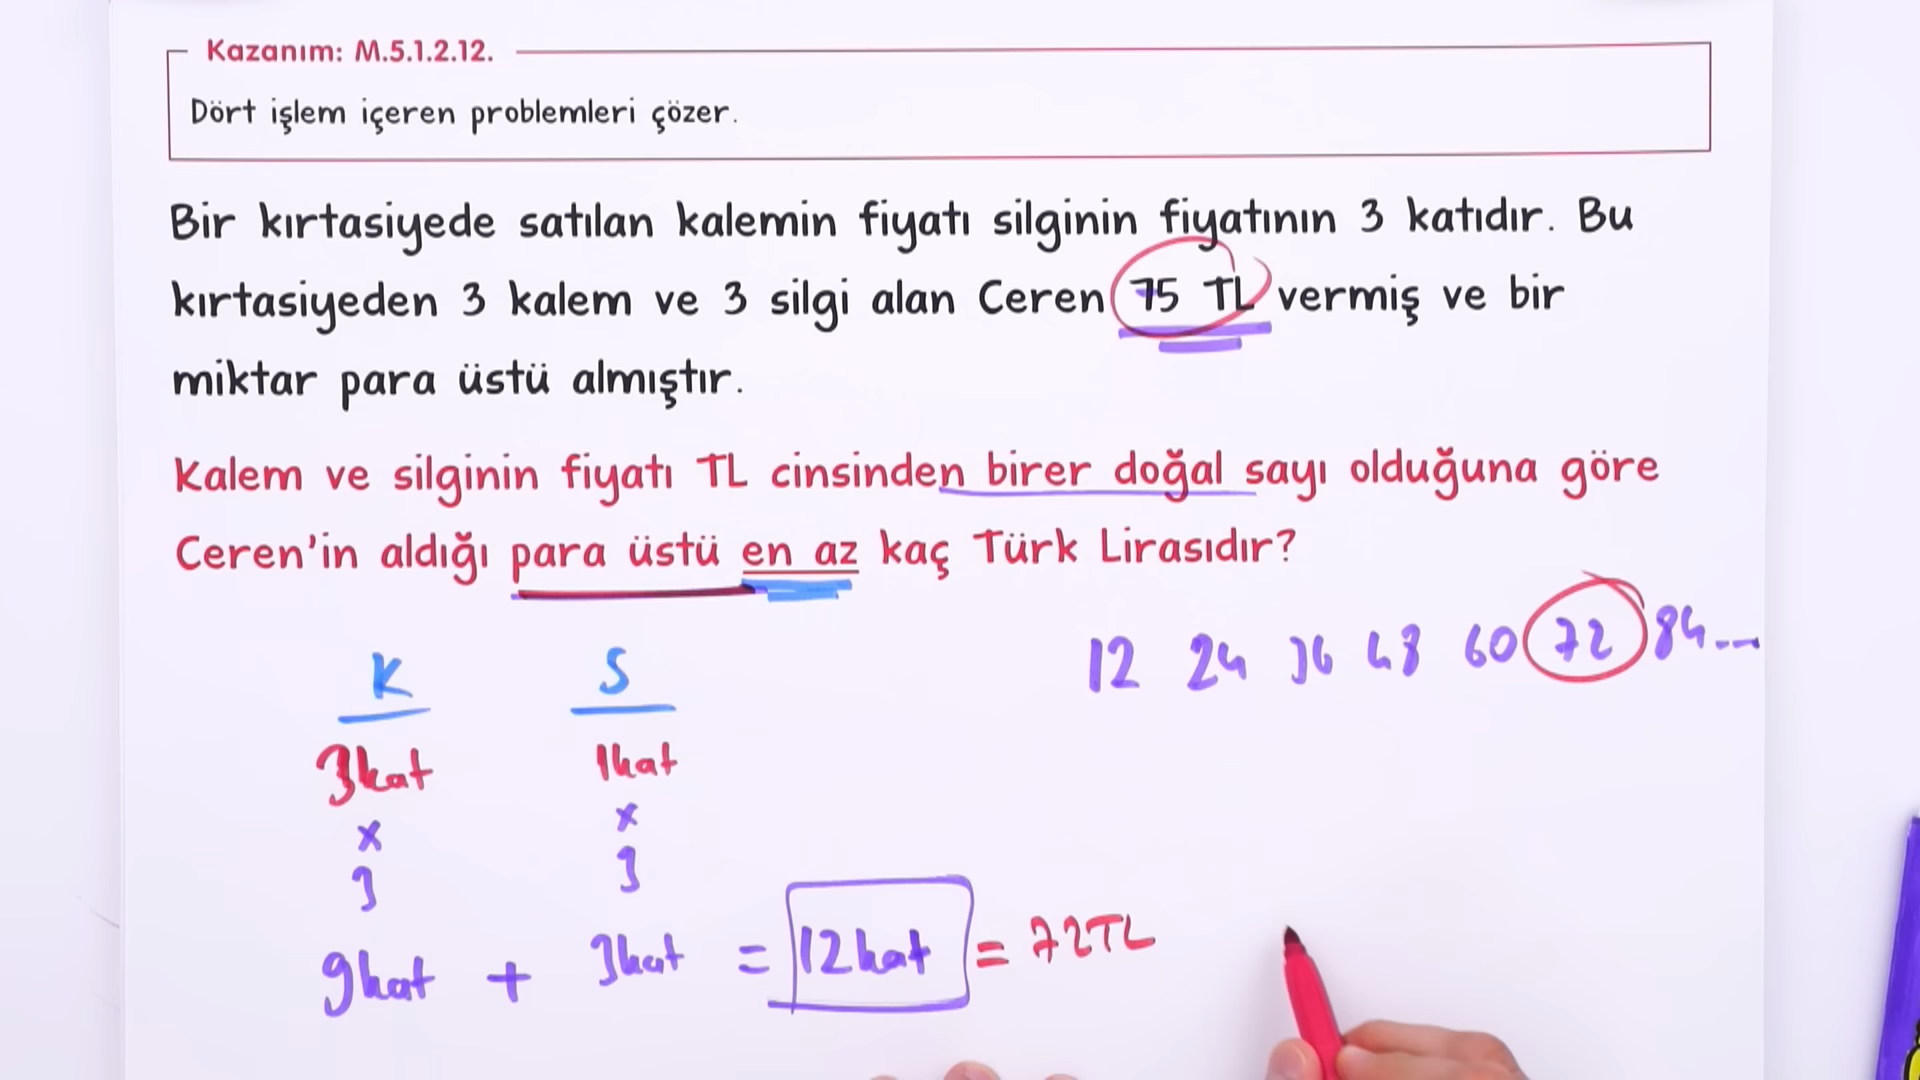 Kazanım: M.5.1.2.12.
Dört işlem içeren problemleri çözer.
Bir kırtasiyede satılan kalemin fiyatı silginin fiyatının 3 katıdır. Bu
kırtasiyeden 3 kalem ve 3 silgi alan Ceren 75 TL vermiş ve bir
miktar para üstü almıştır.
Kalem ve silginin fiyatı TL cinsinden birer doğal sayı olduğuna göre
Ceren'in aldığı para üstü en az kaç Türk Lirasıdır?
12 24 36 48 60 72 84...
K S
3kat 1kat
x x
3 3
9kat + 3kat = 12kat = 72TL